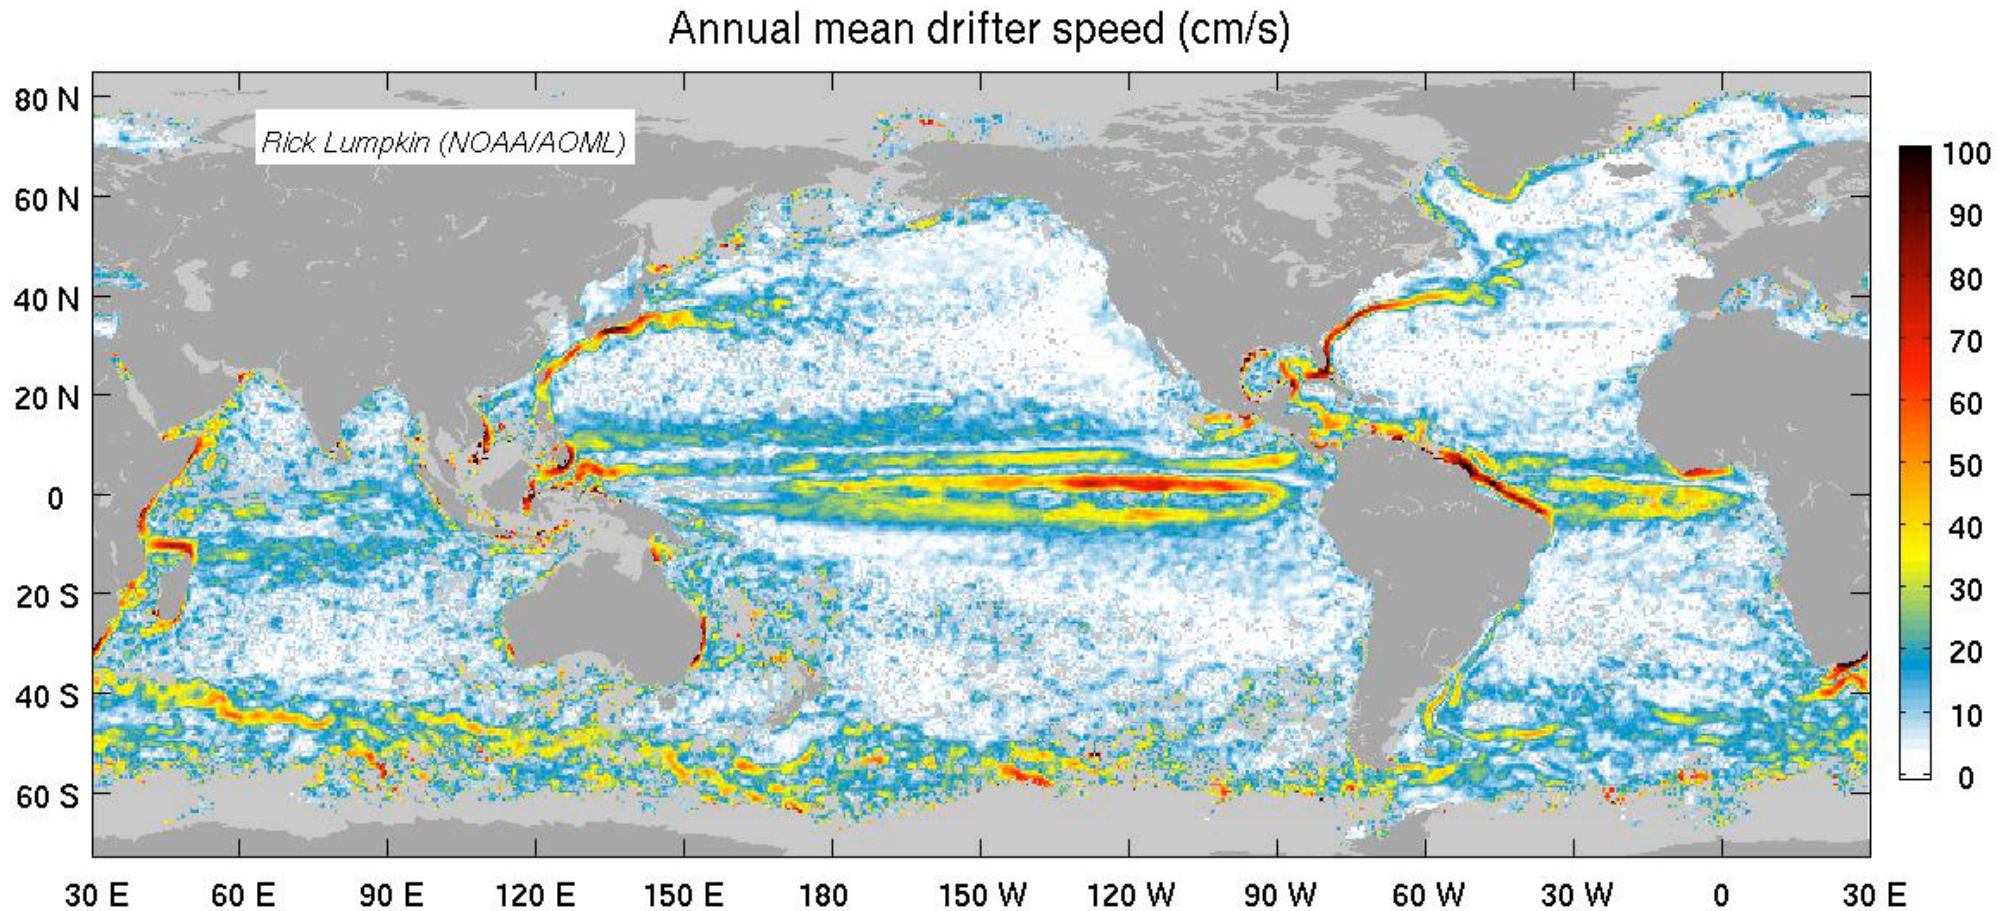 Annual mean drifter speed (cm/s)
Rick Lumpkin (NOAA/AOML)
80 N
60 N
40 N
20 N
0
20 S
40 S
60 S
30 E
60 E
90 E
120 E
150 E
180
150 W
120 W
90 W
60 W
30 W
0
30 E
100
90
80
70
60
50
40
30
20
10
0